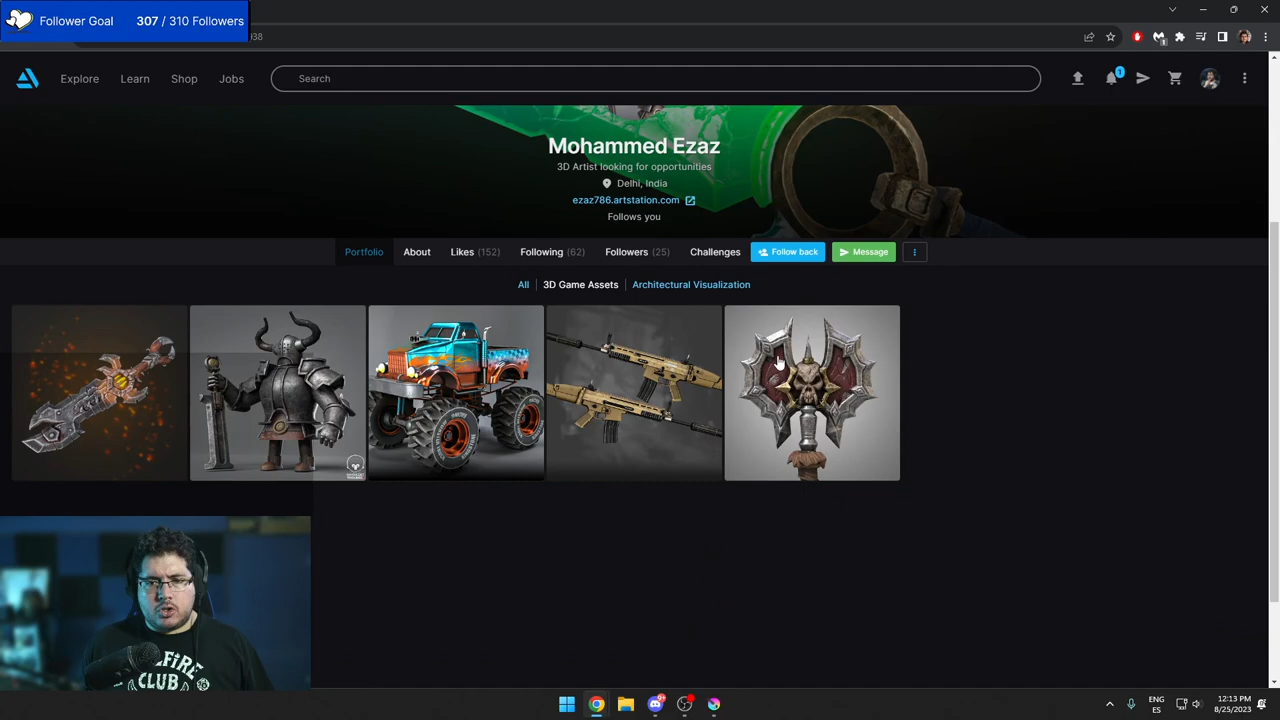 Follower Goal 307 / 310 Followers
Explore Learn Shop Jobs Search 1
Mohammed Ezaz
3D Artist looking for opportunities
Delhi, India
ezaz786.artstation.com
Follows you
Portfolio About Likes (152) Following (62) Followers (25) Challenges Follow back Message
All 3D Game Assets Architectural Visualization
CLUB
ENG
ES
12:13 PM
8/25/2023